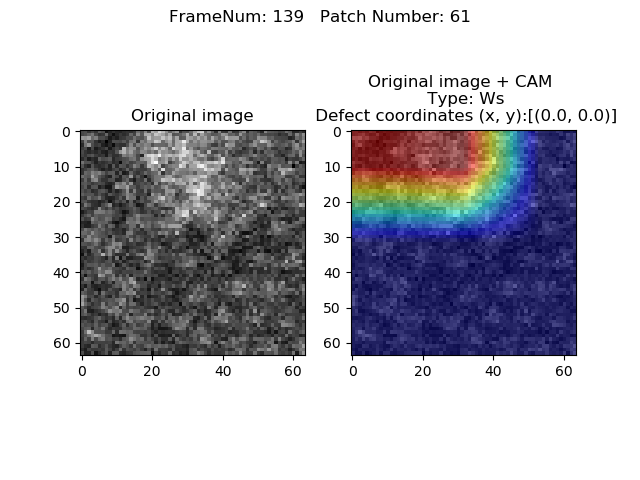 FrameNum: 139   Patch Number: 61
Original image
Original image + CAM
Type: Ws
Defect coordinates (x, y):[(0.0, 0.0)]
0
10
20
30
40
50
60
0 20 40 60
0
10
20
30
40
50
60
0 20 40 60